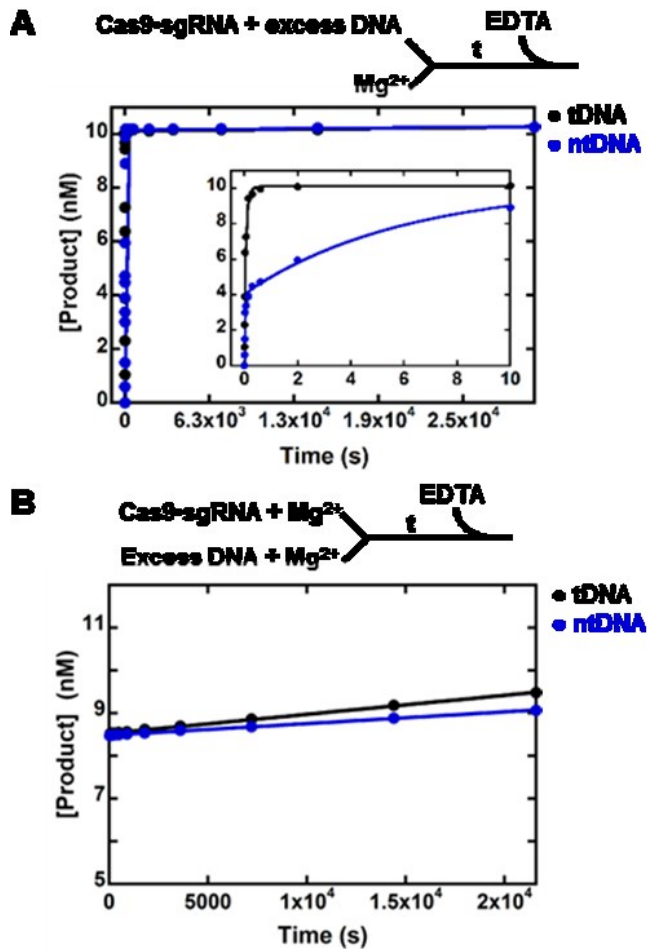 A
Cas9-sgRNA + excess DNA
EDTA
t
Mg²⁺
tDNA
ntDNA
10
8
6
4
2
0
[Product] (nM)
10
8
6
4
2
0
0 2 4 6 8 10
0 6.3x10³ 1.3x10⁴ 1.9x10⁴ 2.5x10⁴
Time (s)
B
EDTA
Cas9-sgRNA + Mg²⁺
t
Excess DNA + Mg²⁺
tDNA
ntDNA
11
9
7
5
[Product] (nM)
0 5000 1x10⁴ 1.5x10⁴ 2x10⁴
Time (s)